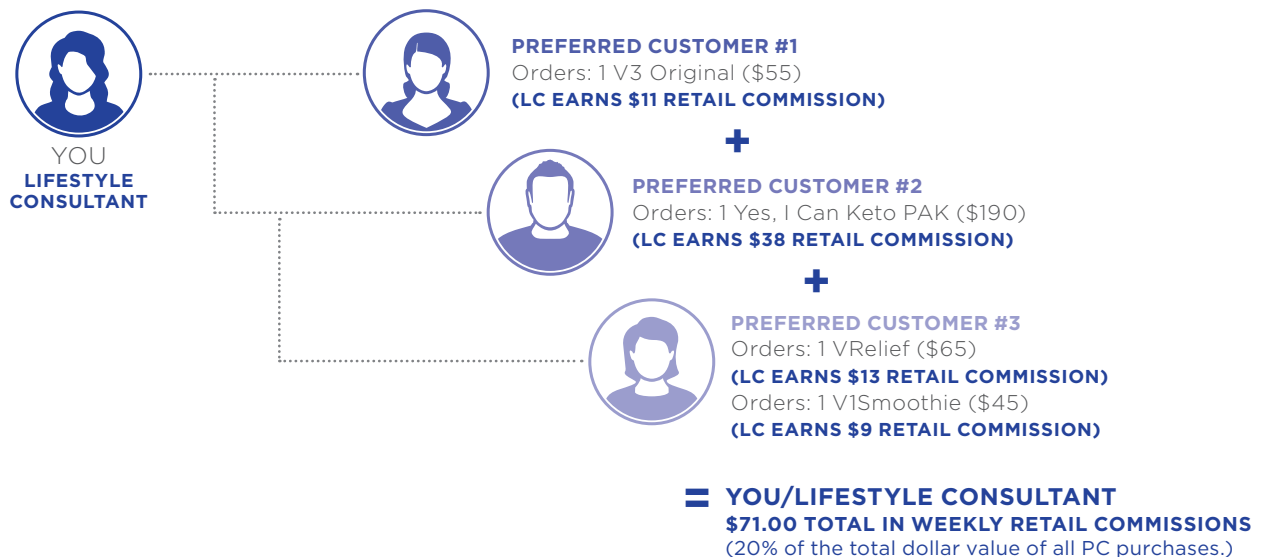 YOU
LIFESTYLE
CONSULTANT
PREFERRED CUSTOMER #1
Orders: 1 V3 Original ($55)
(LC EARNS $11 RETAIL COMMISSION)
+
PREFERRED CUSTOMER #2
Orders: 1 Yes, I Can Keto PAK ($190)
(LC EARNS $38 RETAIL COMMISSION)
+
PREFERRED CUSTOMER #3
Orders: 1 VRelief ($65)
(LC EARNS $13 RETAIL COMMISSION)
Orders: 1 V1Smoothie ($45)
(LC EARNS $9 RETAIL COMMISSION)
= YOU/LIFESTYLE CONSULTANT
$71.00 TOTAL IN WEEKLY RETAIL COMMISSIONS
(20% of the total dollar value of all PC purchases.)